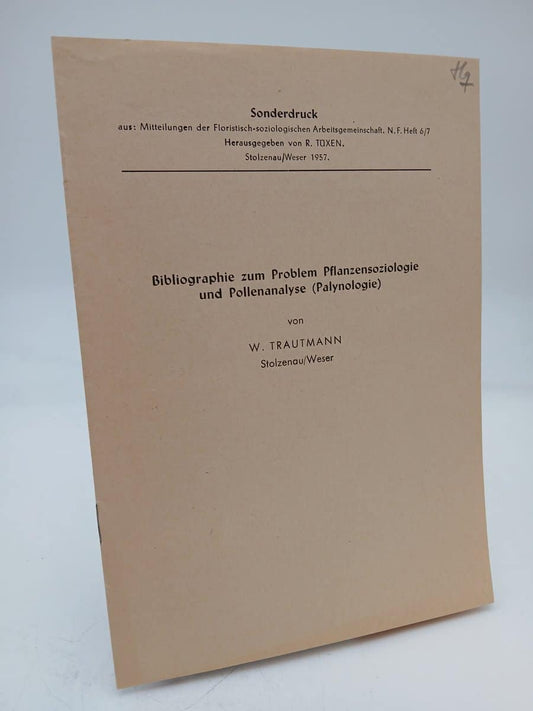 Sonderdruck
aus: Mitteilungen der Floristisch-soziologischen Arbeitsgemeinschaft. N. F. Heft 6/7
Herausgegeben von R. TÜXEN.
Stolzenau/Weser 1957.
Bibliographie zum Problem Pflanzensoziologie
und Pollenanalyse (Palynologie)
von
W. TRAUTMANN
Stolzenau/Weser